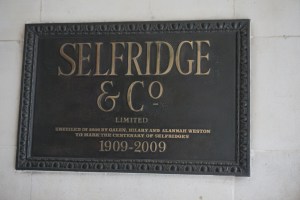 SELFRIDGE
& Co
LIMITED
UNVEILED IN 2009 BY GALEN, HILARY AND ALANNAH WESTON
TO MARK THE CENTENARY OF SELFRIDGES
1909-2009